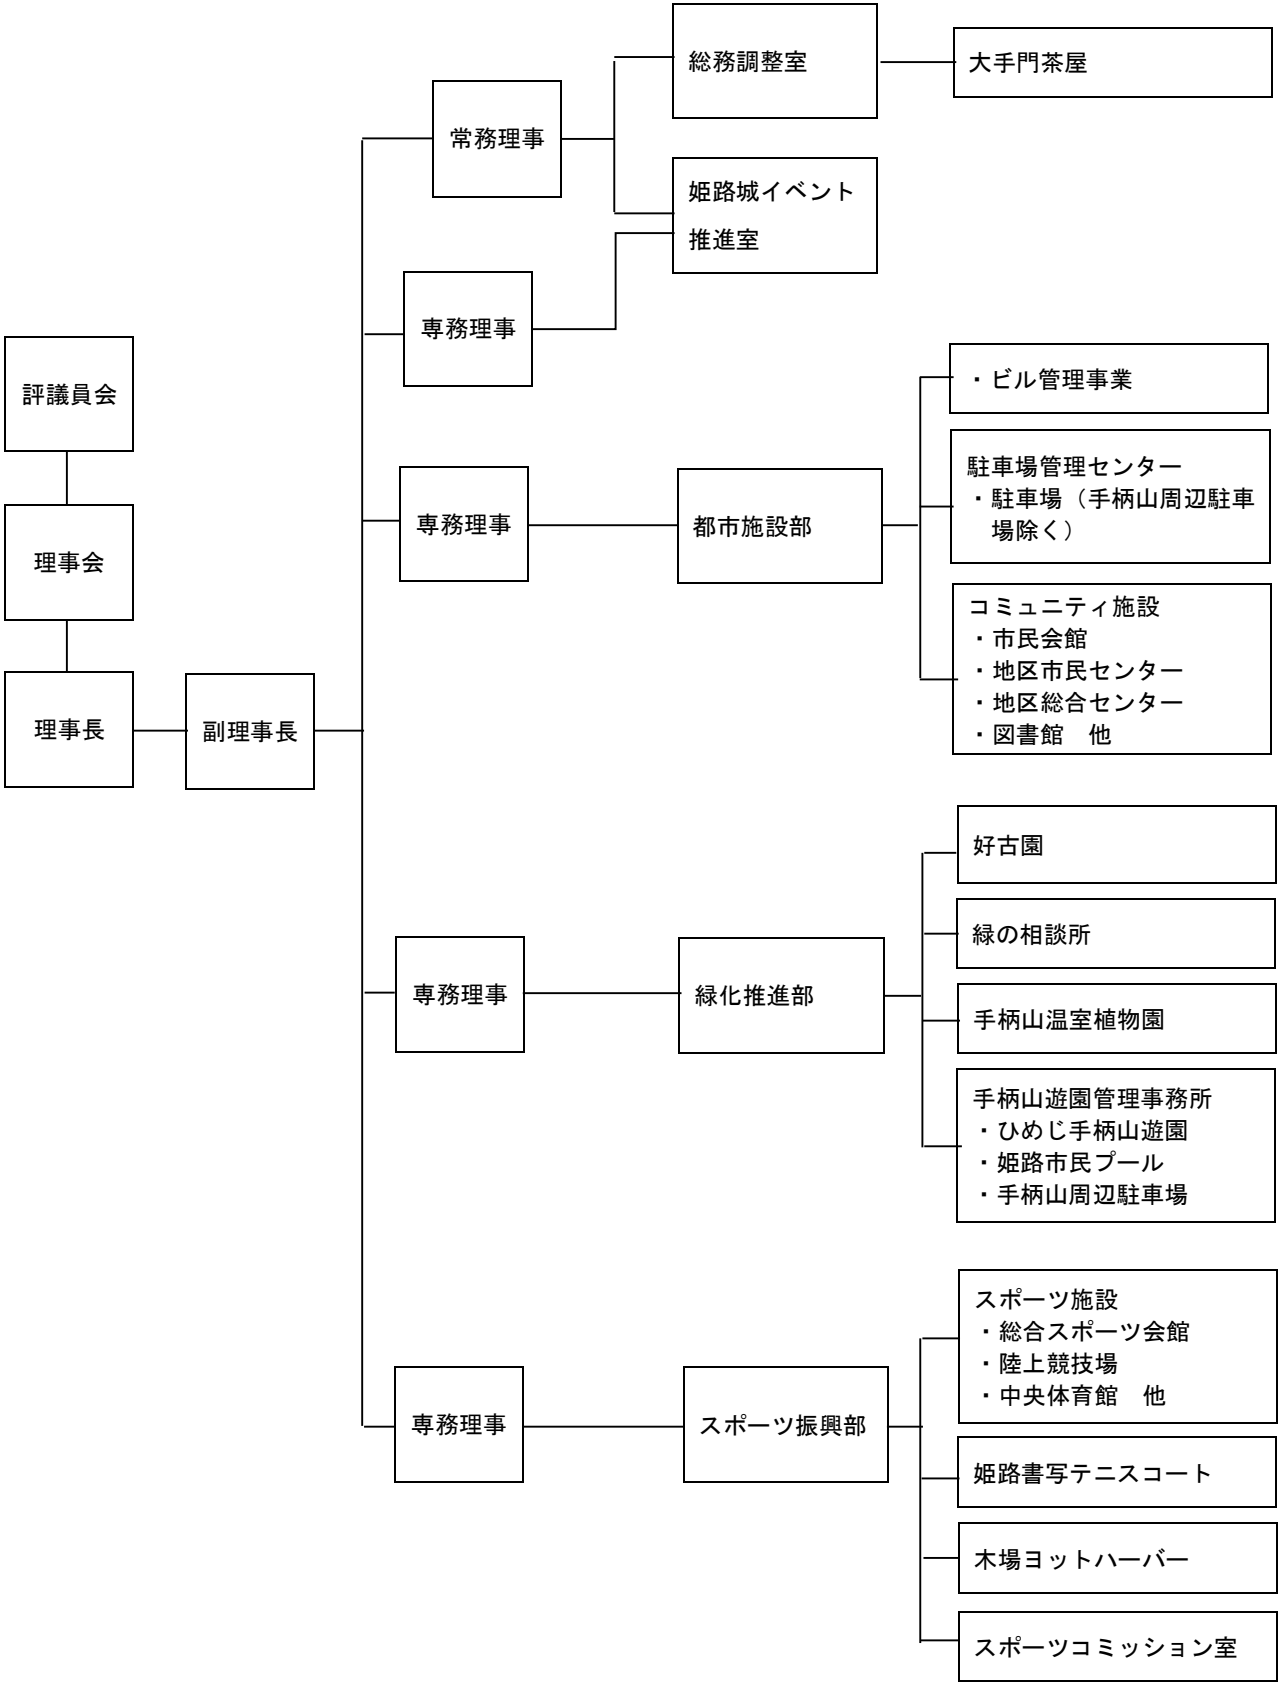 評議員会
理事会
理事長
副理事長
常務理事
総務調整室
大手門茶屋
姫路城イベント
推進室
専務理事
専務理事
都市施設部
・ビル管理事業
駐車場管理センター
・駐車場（手柄山周辺駐車
場除く）
コミュニティ施設
・市民会館
・地区市民センター
・地区総合センター
・図書館　他
専務理事
緑化推進部
好古園
緑の相談所
手柄山温室植物園
手柄山遊園管理事務所
・ひめじ手柄山遊園
・姫路市民プール
・手柄山周辺駐車場
専務理事
スポーツ振興部
スポーツ施設
・総合スポーツ会館
・陸上競技場
・中央体育館　他
姫路書写テニスコート
木場ヨットハーバー
スポーツコミッション室